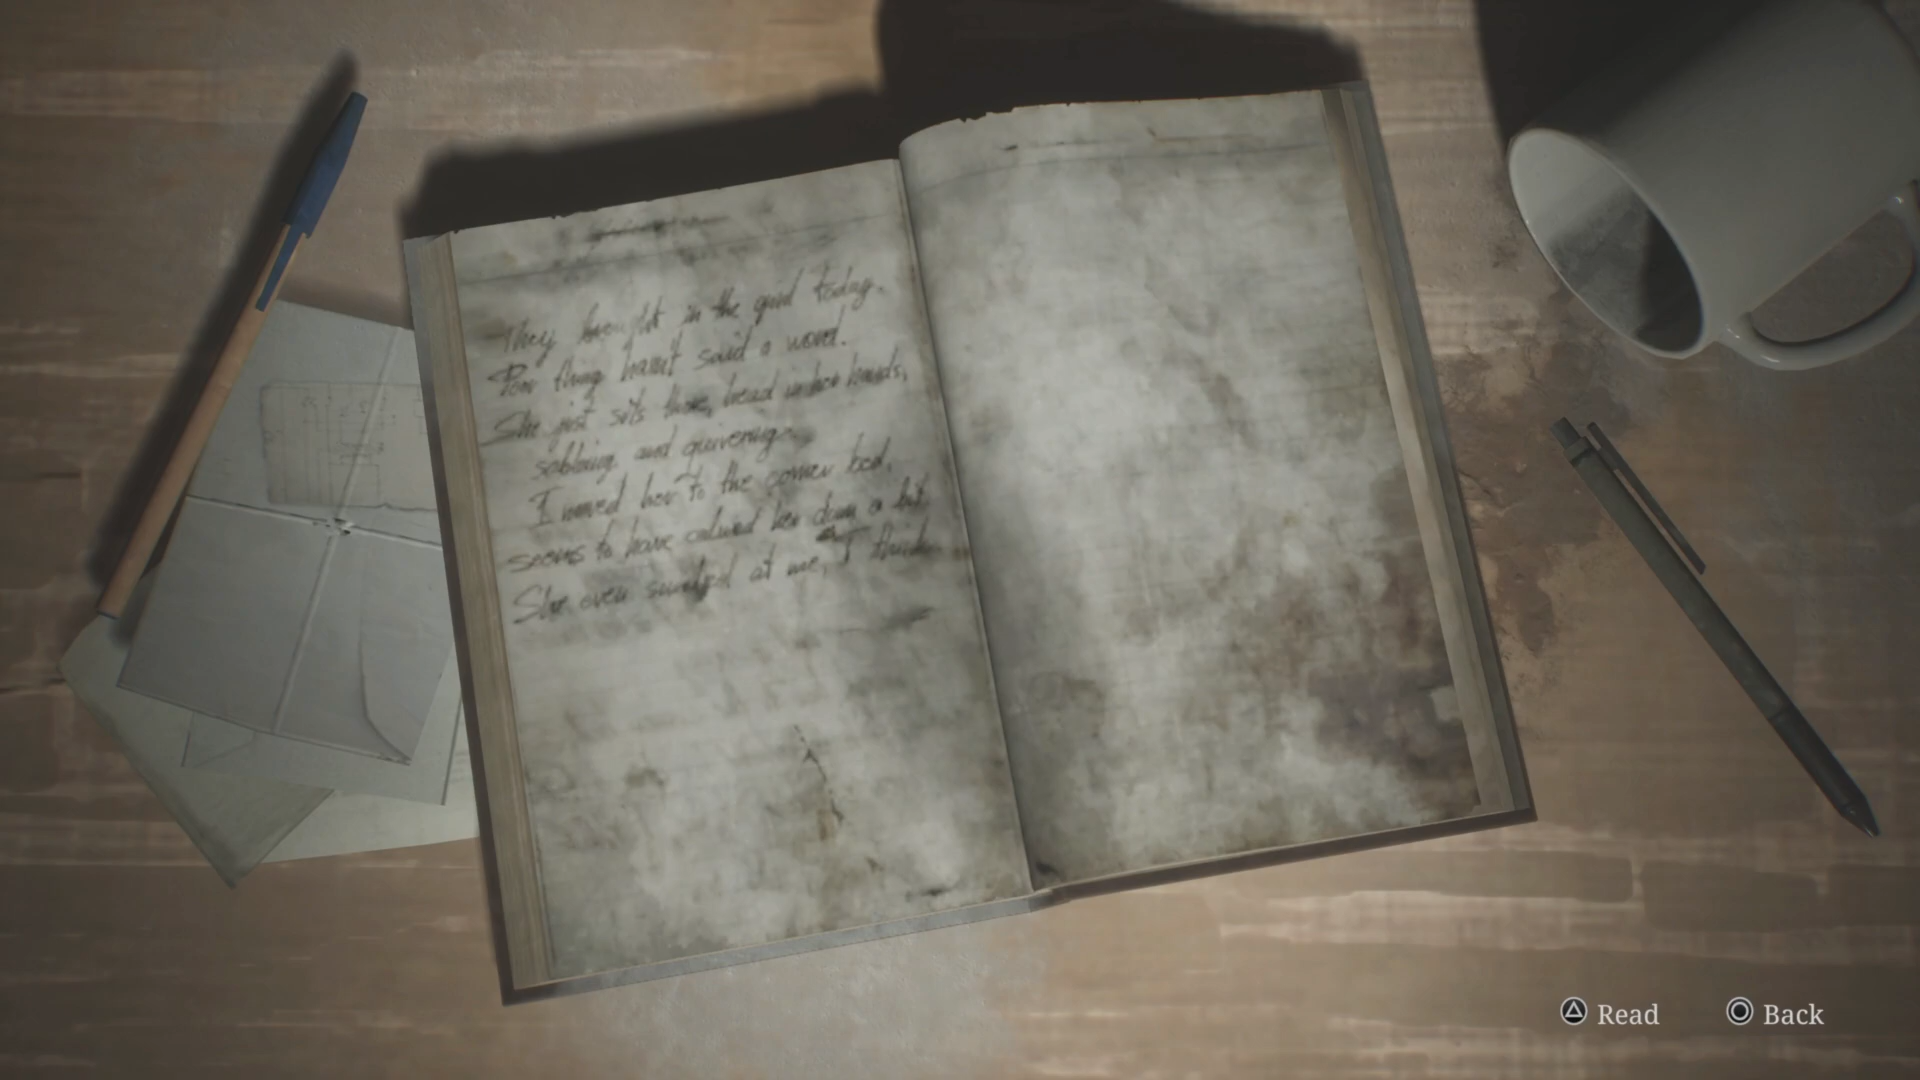 They brought in the girl today.
Poor thing hasn't said a word.
She just sits there, head in her hands,
sobbing and quivering.
I moved her to the corner bed,
seems to have calmed her down a bit.
She even smiled at me, I think
Read
Back